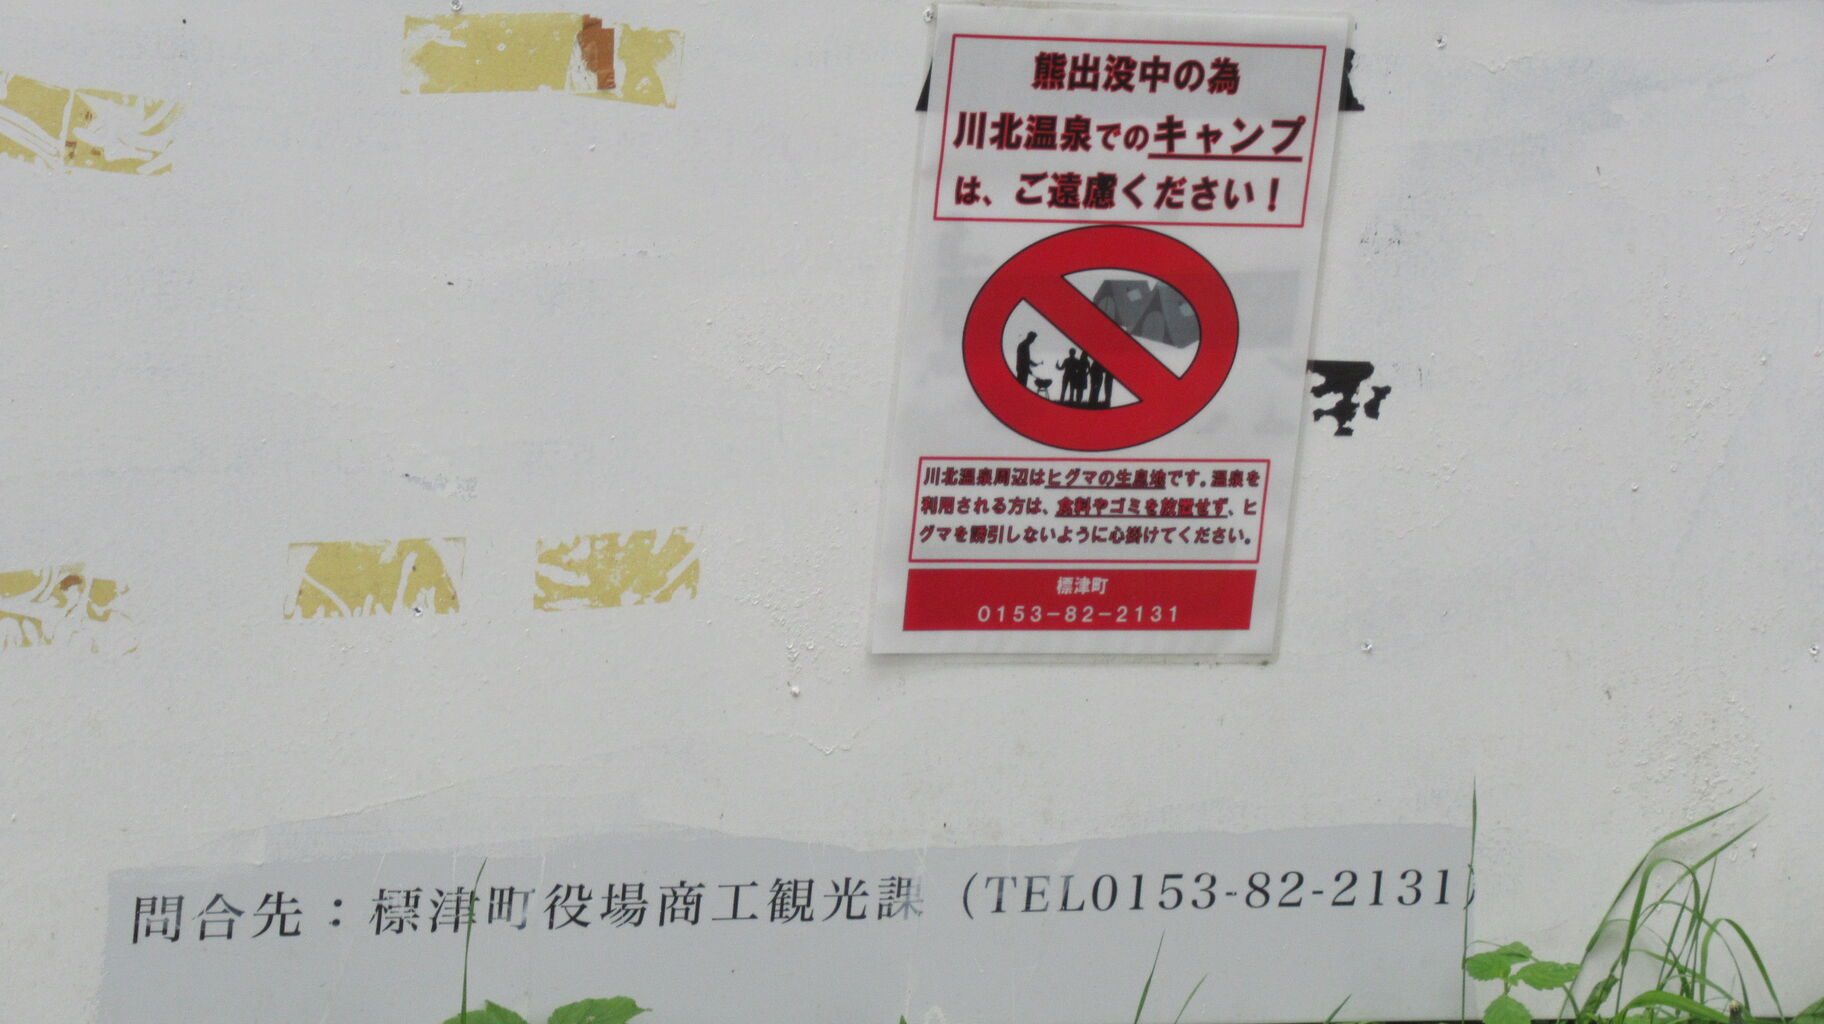 熊出没中の為
川北温泉でのキャンプ
は、ご遠慮ください！
川北温泉周辺はヒグマの生息地です。温泉を
利用される方は、食料やゴミを放置せず、ヒ
グマを誘引しないように心掛けてください。
標津町
0153-82-2131
問合先：標津町役場商工観光課（TEL0153-82-2131）